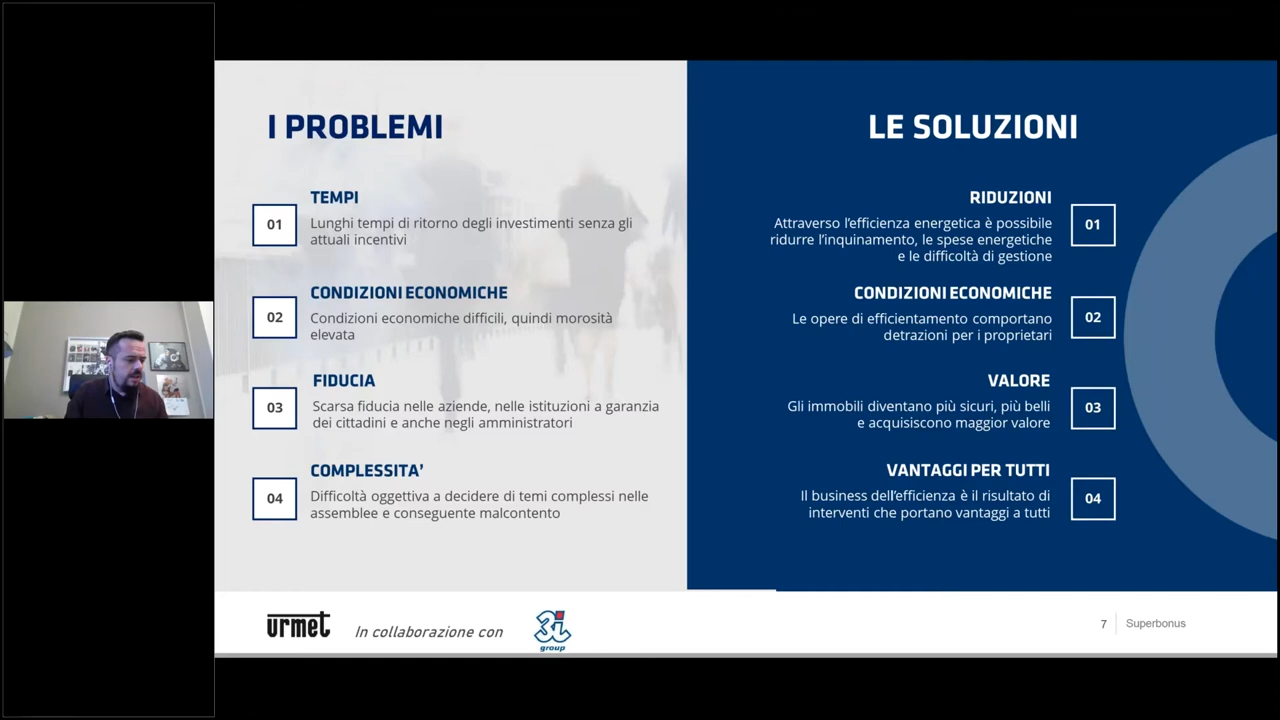 I PROBLEMI
TEMPI
01
Lunghi tempi di ritorno degli investimenti senza gli
attuali incentivi
CONDIZIONI ECONOMICHE
02
Condizioni economiche difficili, quindi morosità
elevata
FIDUCIA
03
Scarsa fiducia nelle aziende, nelle istituzioni a garanzia
dei cittadini e anche negli amministratori
COMPLESSITA’
04
Difficoltà oggettiva a decidere di temi complessi nelle
assemblee e conseguente malcontento
LE SOLUZIONI
RIDUZIONI
Attraverso l’efficienza energetica è possibile
ridurre l’inquinamento, le spese energetiche
e le difficoltà di gestione
01
CONDIZIONI ECONOMICHE
Le opere di efficientamento comportano
detrazioni per i proprietari
02
VALORE
Gli immobili diventano più sicuri, più belli
e acquisiscono maggior valore
03
VANTAGGI PER TUTTI
Il business dell’efficienza è il risultato di
interventi che portano vantaggi a tutti
04
urmet
In collaborazione con
3i
group
7
Superbonus